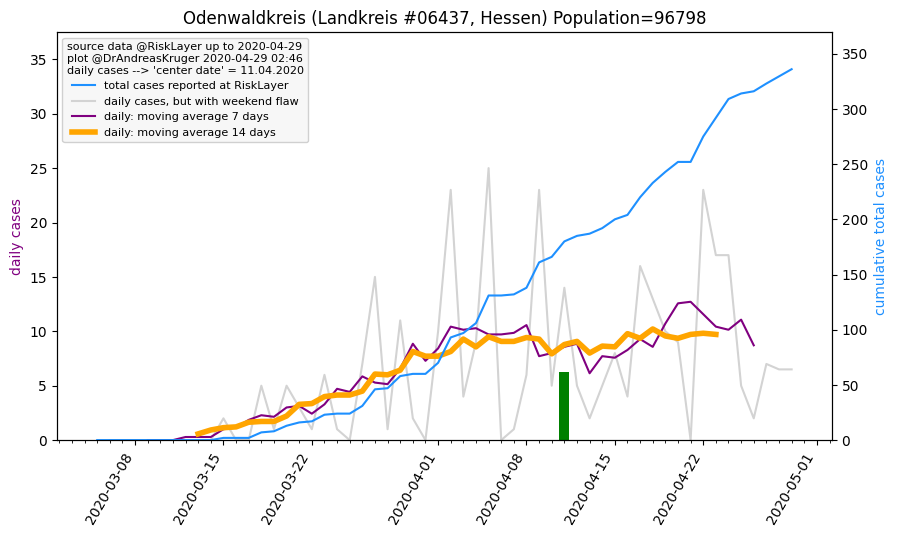 Odenwaldkreis (Landkreis #06437, Hessen) Population=96798
source data @RiskLayer up to 2020-04-29
plot @DrAndreasKruger 2020-04-29 02:46
daily cases --> 'center date' = 11.04.2020
total cases reported at RiskLayer
daily cases, but with weekend flaw
daily: moving average 7 days
daily: moving average 14 days
daily cases
35
30
25
20
15
10
5
0
350
300
250
200
150
100
50
0
cumulative total cases
2020-03-08
2020-03-15
2020-03-22
2020-04-01
2020-04-08
2020-04-15
2020-04-22
2020-05-01